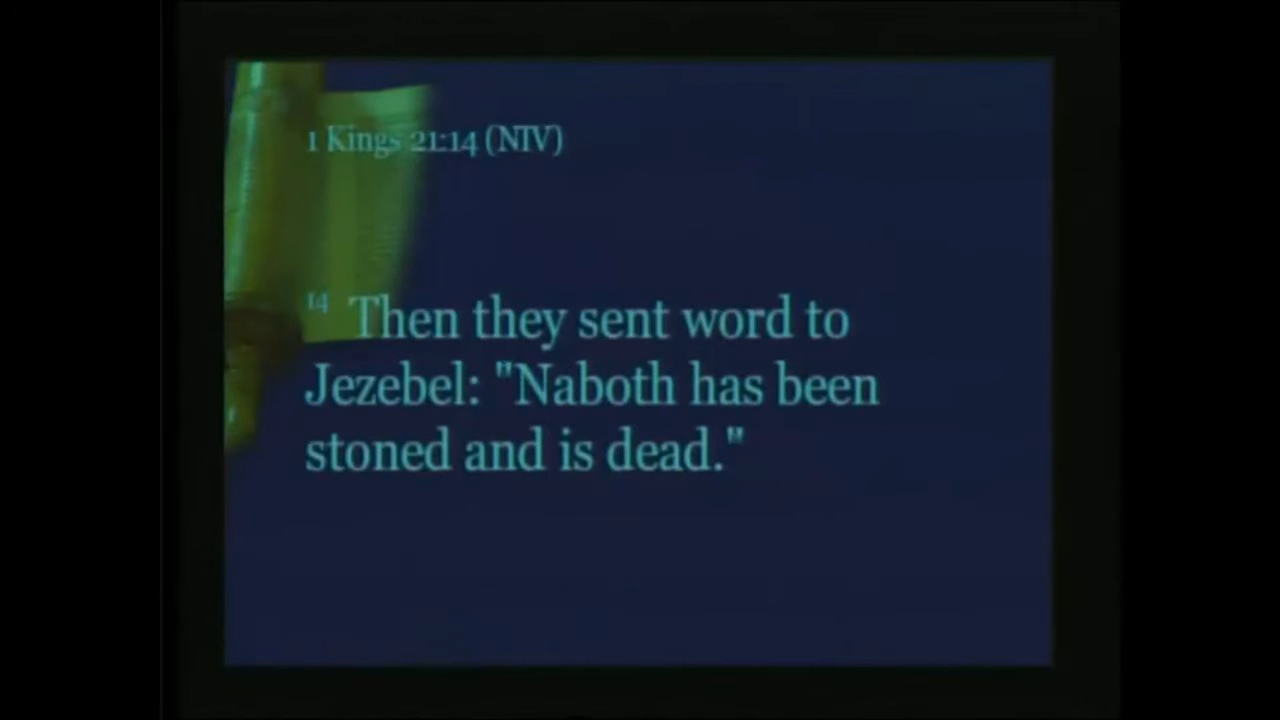 1 Kings 21:14 (NIV)
14 Then they sent word to
Jezebel: "Naboth has been
stoned and is dead."